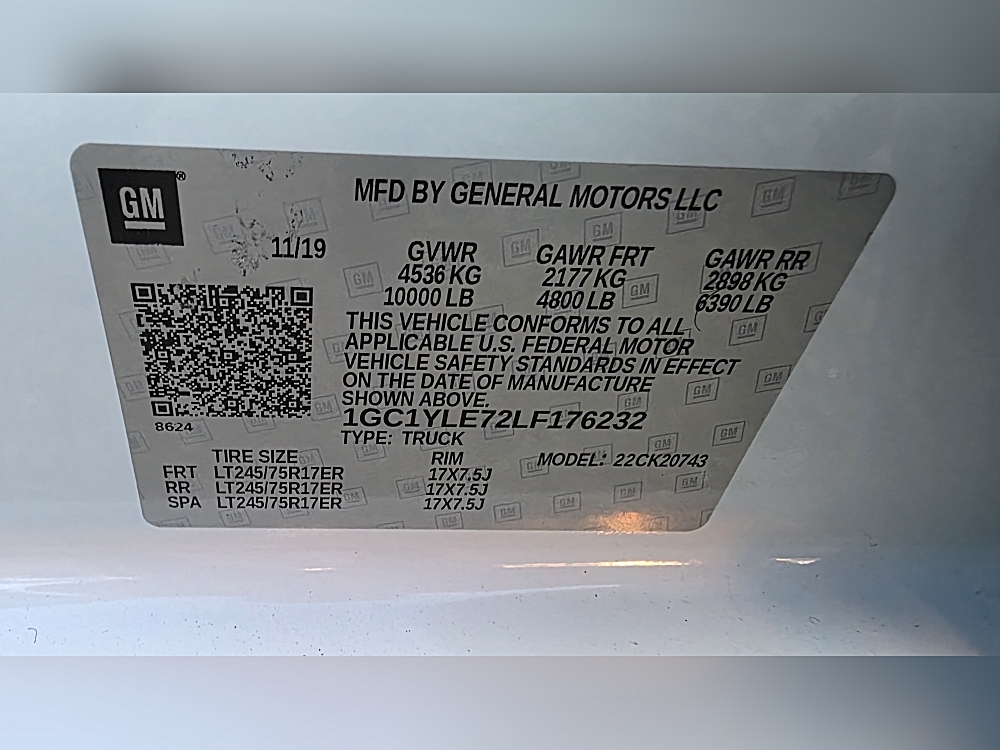 GM®
MFD BY GENERAL MOTORS LLC
11/19
GVWR GAWR FRT GAWR RR
4536 KG 2177 KG 2898 KG
10000 LB 4800 LB 6390 LB
THIS VEHICLE CONFORMS TO ALL
APPLICABLE U.S. FEDERAL MOTOR
VEHICLE SAFETY STANDARDS IN EFFECT
ON THE DATE OF MANUFACTURE
SHOWN ABOVE.
8624
1GC1YLE72LF176232
TYPE: TRUCK
TIRE SIZE RIM MODEL: 22CK20743
FRT LT245/75R17ER 17X7.5J
RR LT245/75R17ER 17X7.5J
SPA LT245/75R17ER 17X7.5J